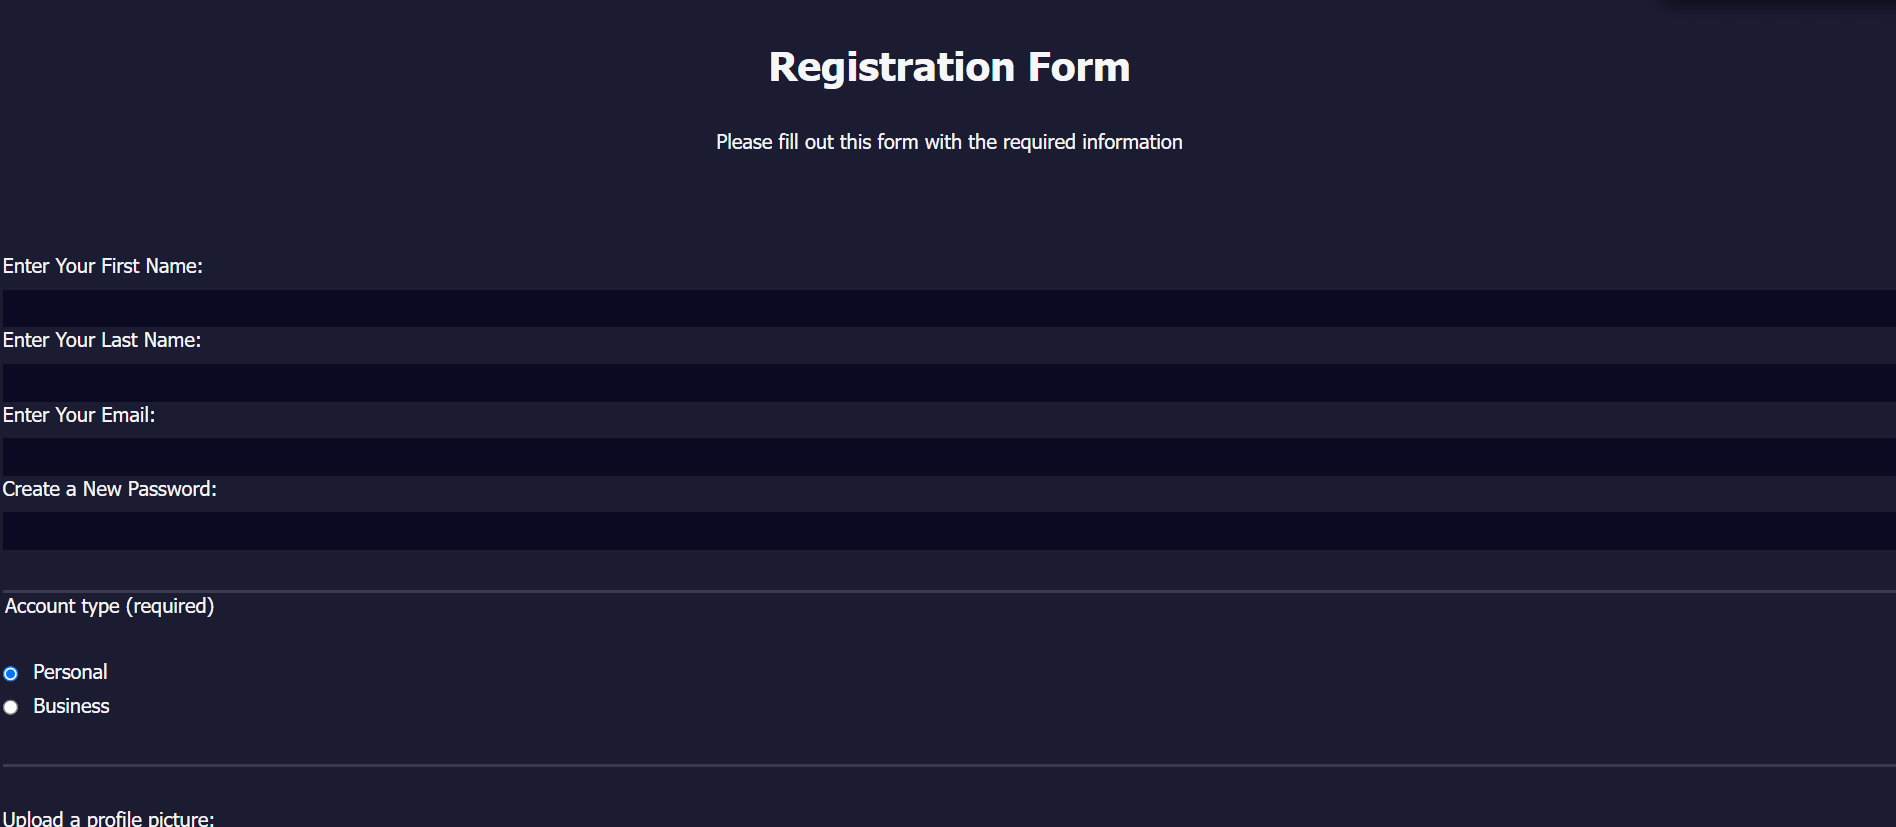 Registration Form
Please fill out this form with the required information
Enter Your First Name:
Enter Your Last Name:
Enter Your Email:
Create a New Password:
Account type (required)
Personal
Business
Upload a profile picture: